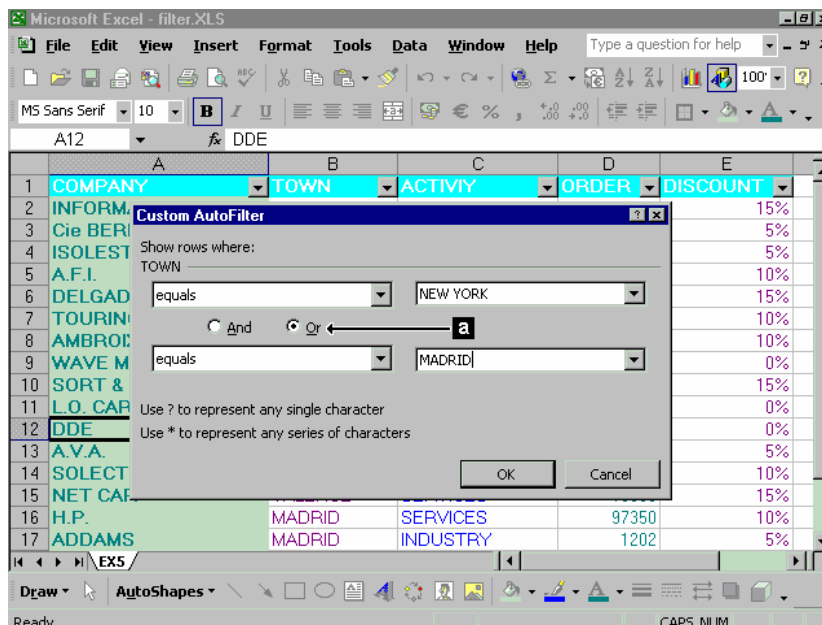 Microsoft Excel - filter.XLS
File Edit View Insert Format Tools Data Window Help Type a question for help
MS Sans Serif 10 B I U
100
A12 fx DDE
A B C D E
1 COMPANY TOWN ACTIVIY ORDER DISCOUNT
2 INFORM 15%
3 Cie BER 5%
4 ISOLEST 5%
5 A.F.I. 10%
6 DELGAD 15%
7 TOURIN 10%
8 AMBROI 10%
9 WAVE M 0%
10 SORT & 15%
11 L.O. CAR 0%
12 DDE 0%
13 A.V.A. 5%
14 SOLECT 10%
15 NET CAR 15%
16 H.P. MADRID SERVICES 97350 10%
17 ADDAMS MADRID INDUSTRY 1202 5%
Custom AutoFilter
Show rows where:
TOWN
equals NEW YORK
And Or a
equals MADRID
Use ? to represent any single character
Use * to represent any series of characters
OK Cancel
EX5
Draw AutoShapes
Ready CAPS NUM